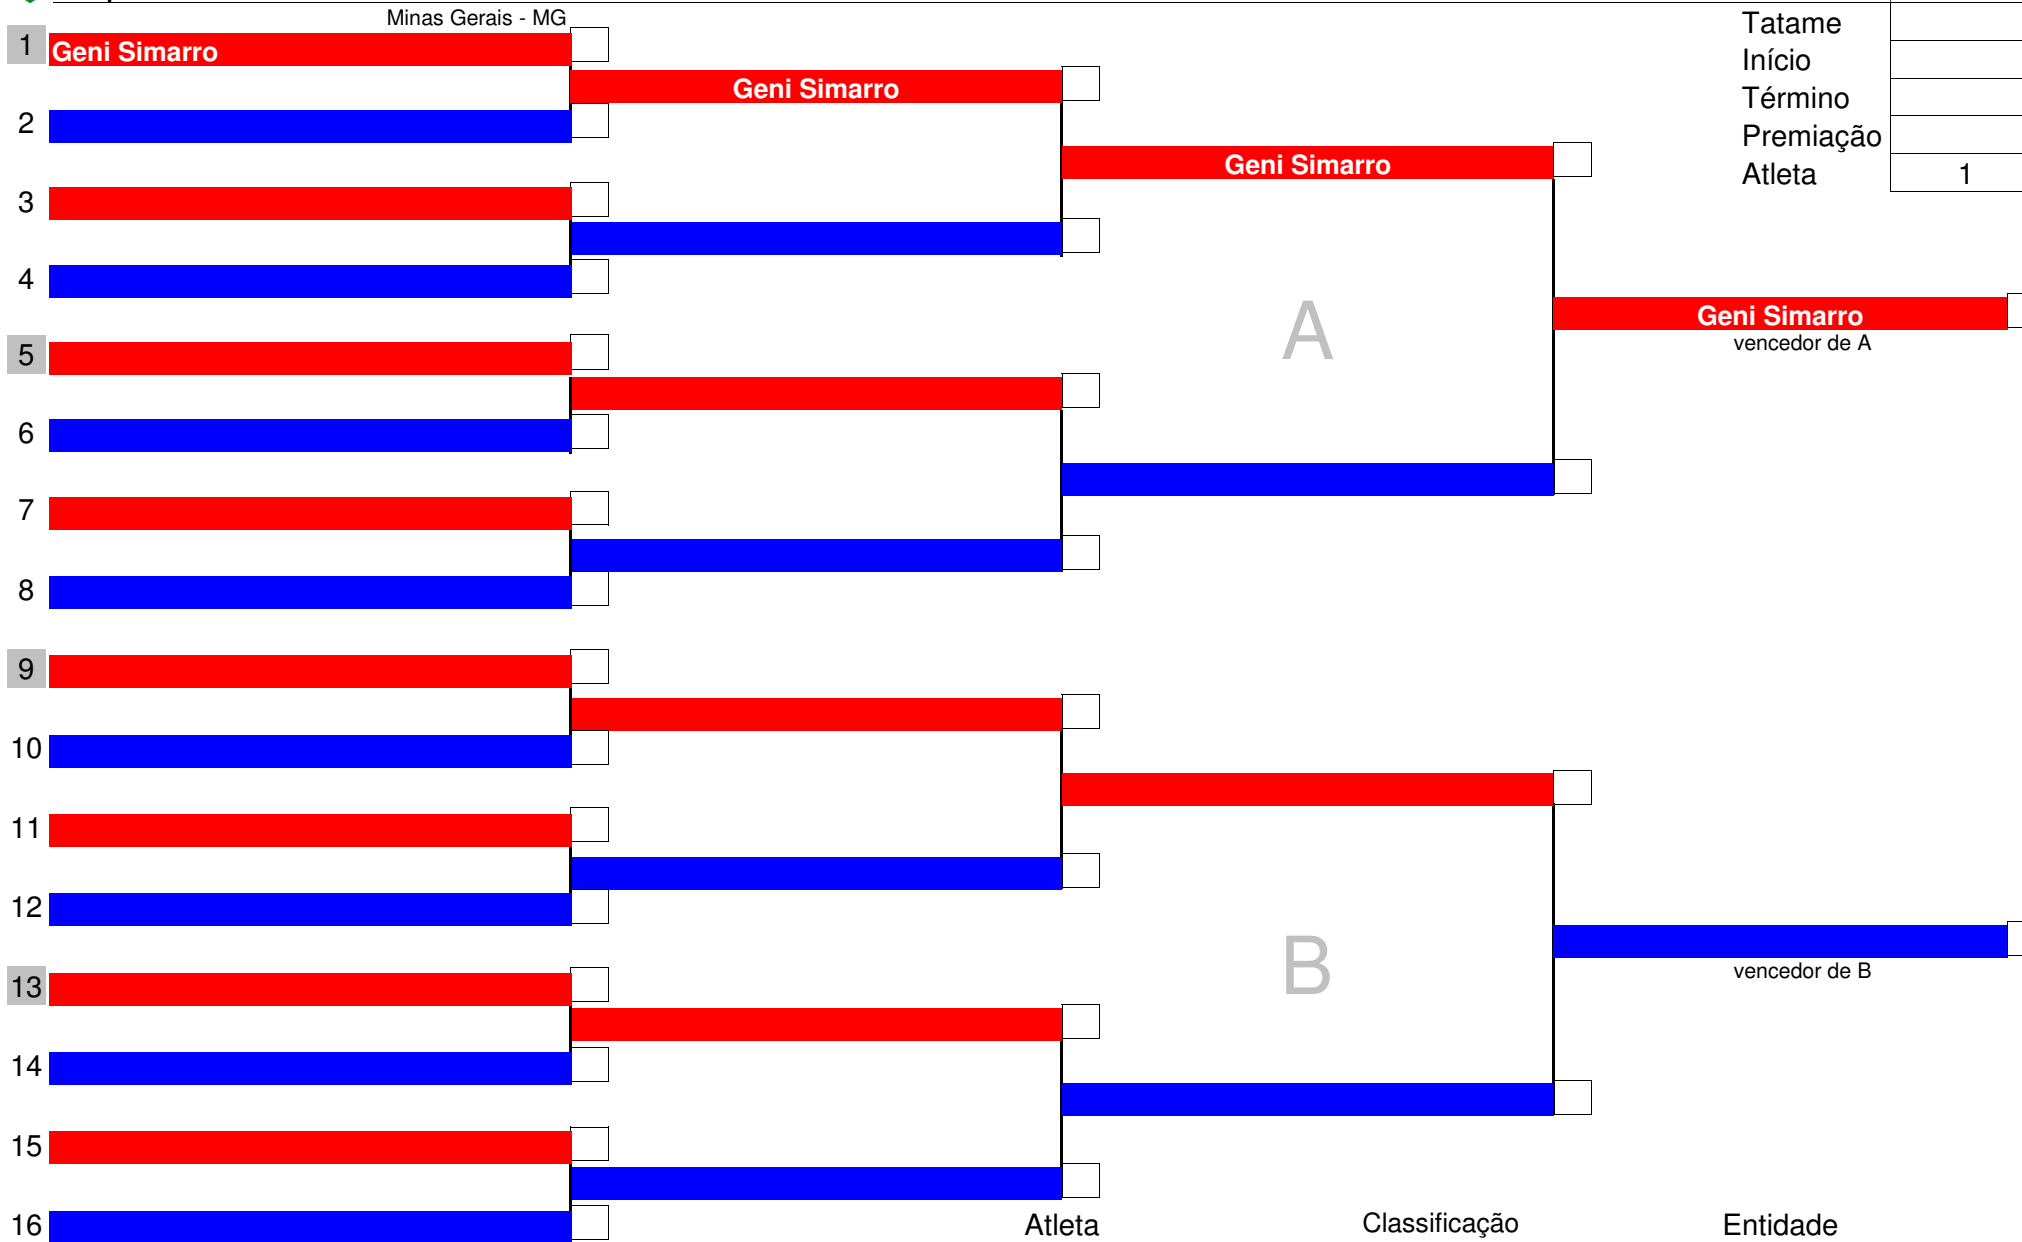 Minas Gerais - MG
Tatame
1 Geni Simarro
Início
Geni Simarro
Término
2
Premiação
Geni Simarro
Atleta 1
3
4
Geni Simarro
A
vencedor de A
5
6
7
8
9
10
11
12
B
vencedor de B
13
14
15
16
Atleta Classificação Entidade